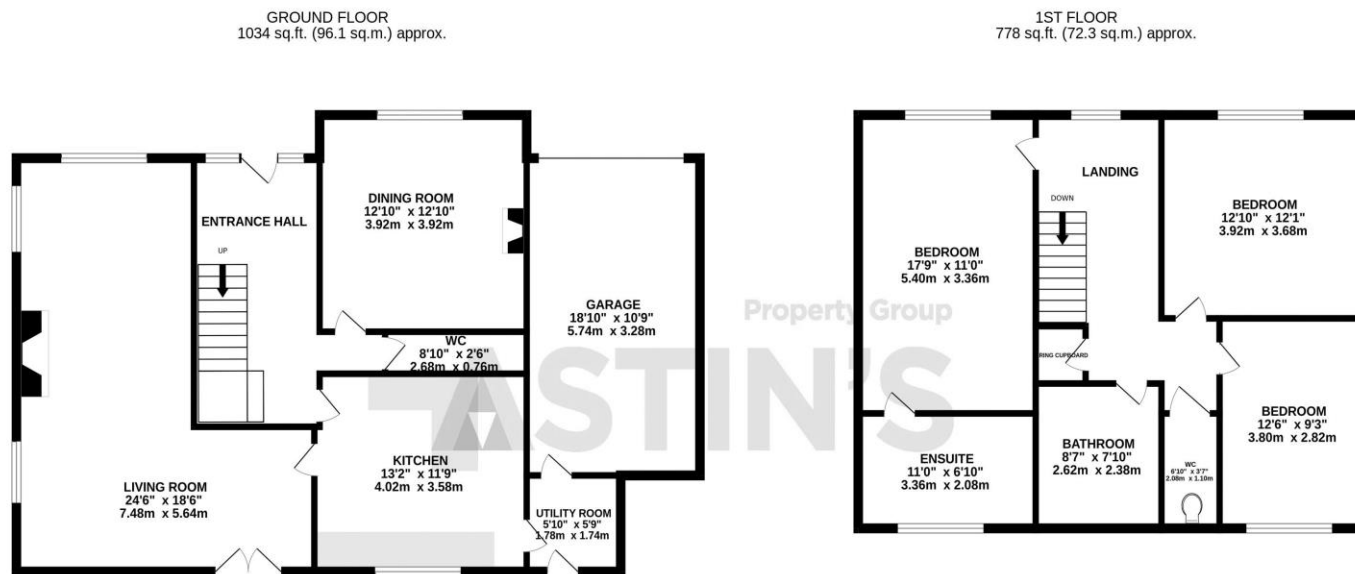 GROUND FLOOR
1034 sq.ft. (96.1 sq.m.) approx.
DINING ROOM
12'10" x 12'10"
3.92m x 3.92m
ENTRANCE HALL
UP
GARAGE
18'10" x 10'9"
5.74m x 3.28m
WC
8'10" x 2'6"
2.68m x 0.76m
KITCHEN
13'2" x 11'9"
4.02m x 3.58m
LIVING ROOM
24'6" x 18'6"
7.48m x 5.64m
UTILITY ROOM
5'10" x 5'9"
1.78m x 1.74m
1ST FLOOR
778 sq.ft. (72.3 sq.m.) approx.
LANDING
DOWN
BEDROOM
12'10" x 12'1"
3.92m x 3.68m
BEDROOM
17'9" x 11'0"
5.40m x 3.36m
RING CUPBOARD
BEDROOM
12'6" x 9'3"
3.80m x 2.82m
BATHROOM
8'7" x 7'10"
2.62m x 2.38m
ENSUITE
11'0" x 6'10"
3.36m x 2.08m
WC
6'10" x 3'7"
2.08m x 1.10m
Property Group
ASTIN'S